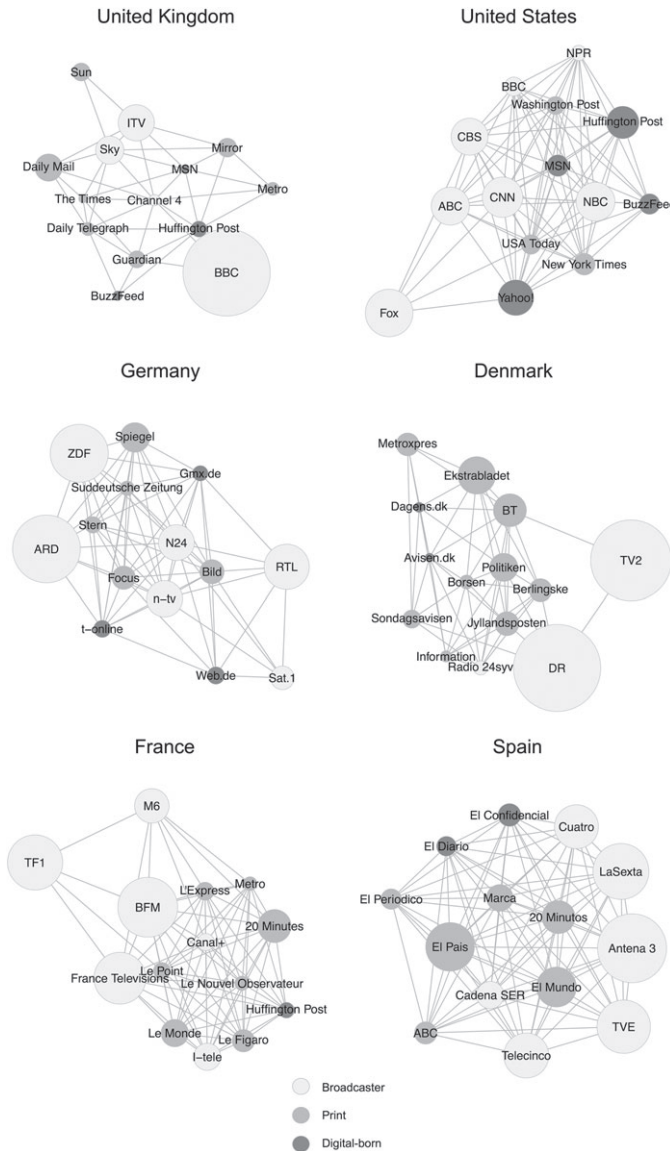 United Kingdom
Sun
ITV
Sky
Daily Mail
MSN
Mirror
Metro
The Times
Channel 4
Daily Telegraph
Huffington Post
Guardian
BBC
BuzzFeed
United States
NPR
BBC
Washington Post
Huffington Post
CBS
MSN
ABC
CNN
NBC
BuzzFeed
USA Today
New York Times
Yahoo!
Fox
Germany
Spiegel
ZDF
Gmx.de
Suddeutsche Zeitung
Stern
N24
ARD
RTL
Focus
Bild
n-tv
t-online
Web.de
Sat.1
Denmark
Metroxpres
Ekstrabladet
Dagens.dk
BT
TV2
Avisen.dk
Politiken
Borsen
Berlingske
Sondagsavisen
Jyllandsposten
Information
Radio 24syv
DR
France
M6
TF1
L'Express
Metro
BFM
20 Minutes
Canal+
Le Point
France Televisions
Le Nouvel Observateur
Huffington Post
Le Monde
Le Figaro
I-tele
Spain
El Confidencial
Cuatro
El Diario
LaSexta
El Periodico
Marca
20 Minutos
El Pais
Antena 3
El Mundo
Cadena SER
TVE
ABC
Telecinco
Broadcaster
Print
Digital-born